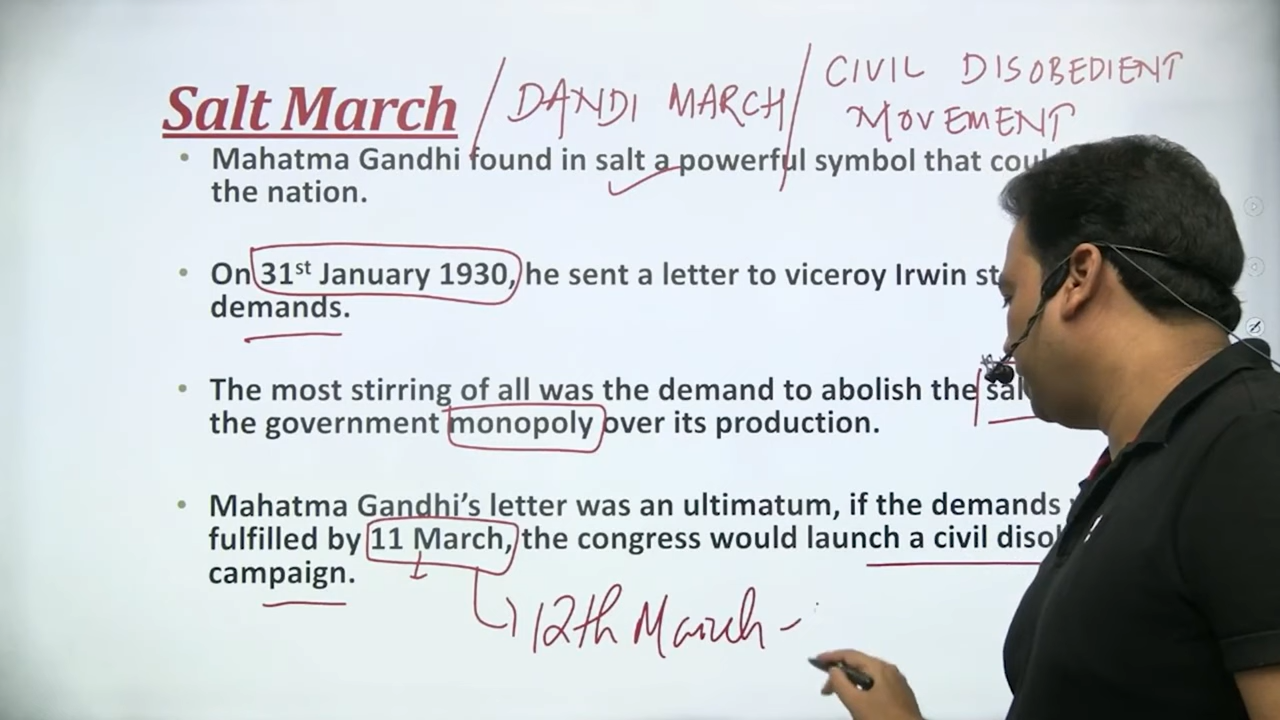 Salt March / DANDI MARCH / CIVIL DISOBEDIENT
MOVEMENT
• Mahatma Gandhi found in salt a powerful symbol that
the nation.
• On 31st January 1930, he sent a letter to viceroy Irwin
demands.
• The most stirring of all was the demand to abolish the
the government monopoly over its production.
• Mahatma Gandhi's letter was an ultimatum, if the demands
fulfilled by 11 March, the congress would launch a civil
campaign.
12th March -